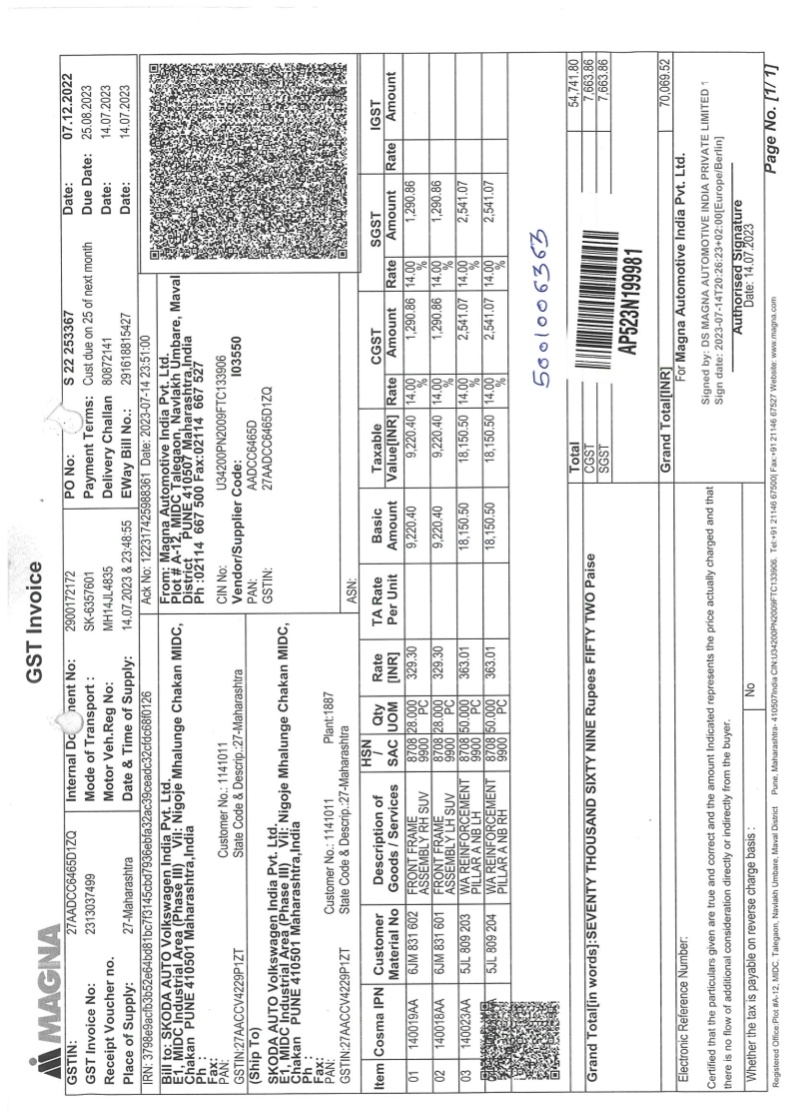 GST Invoice
MAGNA
GSTIN: 27AADCC6465D1ZQ
GST Invoice No: 2313037499
Receipt Voucher no.
Place of Supply: 27-Maharashtra
Internal Document No: 2900172172
Mode of Transport : SK-6357601
Motor Veh.Reg No: MH14JL4835
Date & Time of Supply: 14.07.2023 & 23:48:55
PO No: S 22 253367 Date: 07.12.2022
Payment Terms: Cust due on 25 of next month Due Date: 25.08.2023
Delivery Challan 80872141 Date: 14.07.2023
EWay Bill No.: 291618815427 Date: 14.07.2023
IRN: 3798e9acfb3b52e64bd81bc7f3145cbd7936ebfa32ac39ceadc32cfdc68f0126
Ack No: 122317425988361 Date: 2023-07-14 23:51:00
Bill to: SKODA AUTO Volkswagen India Pvt. Ltd.
E1, MIDC Industrial Area (Phase III) Vil: Nigoje Mhalunge Chakan MIDC,
Chakan PUNE 410501 Maharashtra,India
Ph :
Fax:
PAN: Customer No.: 1141011
GSTIN:27AACCV4229P1ZT State Code & Descrip.:27-Maharashtra
(Ship To)
SKODA AUTO Volkswagen India Pvt. Ltd.
E1, MIDC Industrial Area (Phase III) Vil: Nigoje Mhalunge Chakan MIDC,
Chakan PUNE 410501 Maharashtra,India
Ph :
Fax:
PAN: Customer No.: 1141011 Plant:1887
GSTIN:27AACCV4229P1ZT State Code & Descrip.:27-Maharashtra
From: Magna Automotive India Pvt. Ltd.
Plot # A-12, MIDC Talegaon, Navlakh Umbare, Maval
District PUNE 410507 Maharashtra,India
Ph :02114 667 500 Fax:02114 667 527
CIN No: U34200PN2009FTC133906
Vendor/Supplier Code: I03550
PAN: AADCC6465D
GSTIN: 27AADCC6465D1ZQ
ASN:
Item Cosma IPN Customer Material No Description of Goods / Services HSN SAC Qty UOM Rate [INR] TA Rate Per Unit Basic Amount Taxable Value[INR] CGST Rate Amount SGST Rate Amount IGST Rate Amount
01 140019AA 6JM 831 602 FRONT FRAME 8708 28.000 329.30 9,220.40 9,220.40 14.00 1,290.86 14.00 1,290.86
ASSEMBLY RH SUV 9900 PC % %
02 140018AA 6JM 831 601 FRONT FRAME 8708 28.000 329.30 9,220.40 9,220.40 14.00 1,290.86 14.00 1,290.86
ASSEMBLY LH SUV 9900 PC % %
03 140023AA 5JL 809 203 WA REINFORCEMENT 8708 50.000 363.01 18,150.50 18,150.50 14.00 2,541.07 14.00 2,541.07
PILLAR A NB LH 9900 PC % %
5JL 809 204 WA REINFORCEMENT 8708 50.000 363.01 18,150.50 18,150.50 14.00 2,541.07 14.00 2,541.07
PILLAR A NB RH 9900 PC % %
5001006363
Grand Total[in words]:SEVENTY THOUSAND SIXTY NINE Rupees FIFTY TWO Paise
Total 54,741.80
CGST 7,663.86
SGST 7,663.86
AP523N199981
Grand Total[INR] 70,069.52
Electronic Reference Number:
Certified that the particulars given are true and correct and the amount Indicated represents the price actually charged and that
there is no flow of additional consideration directly or indirectly from the buyer.
Whether the tax is payable on reverse charge basis : No
For Magna Automotive India Pvt. Ltd.
Signed by: DS MAGNA AUTOMOTIVE INDIA PRIVATE LIMITED 1
Sign date: 2023-07-14T20:26:23+02:00[Europe/Berlin]
Authorised Signature
Date: 14.07.2023
Registered Office:Plot #A-12, MIDC. Talegaon, Navlakh Umbare, Maval District Pune, Maharashtra- 410507India CIN:U34200PN2009FTC133906, Tel:+91 21146 67500| Fax:+91 21146 67527 Website: www.magna.com
Page No. [1/ 1]